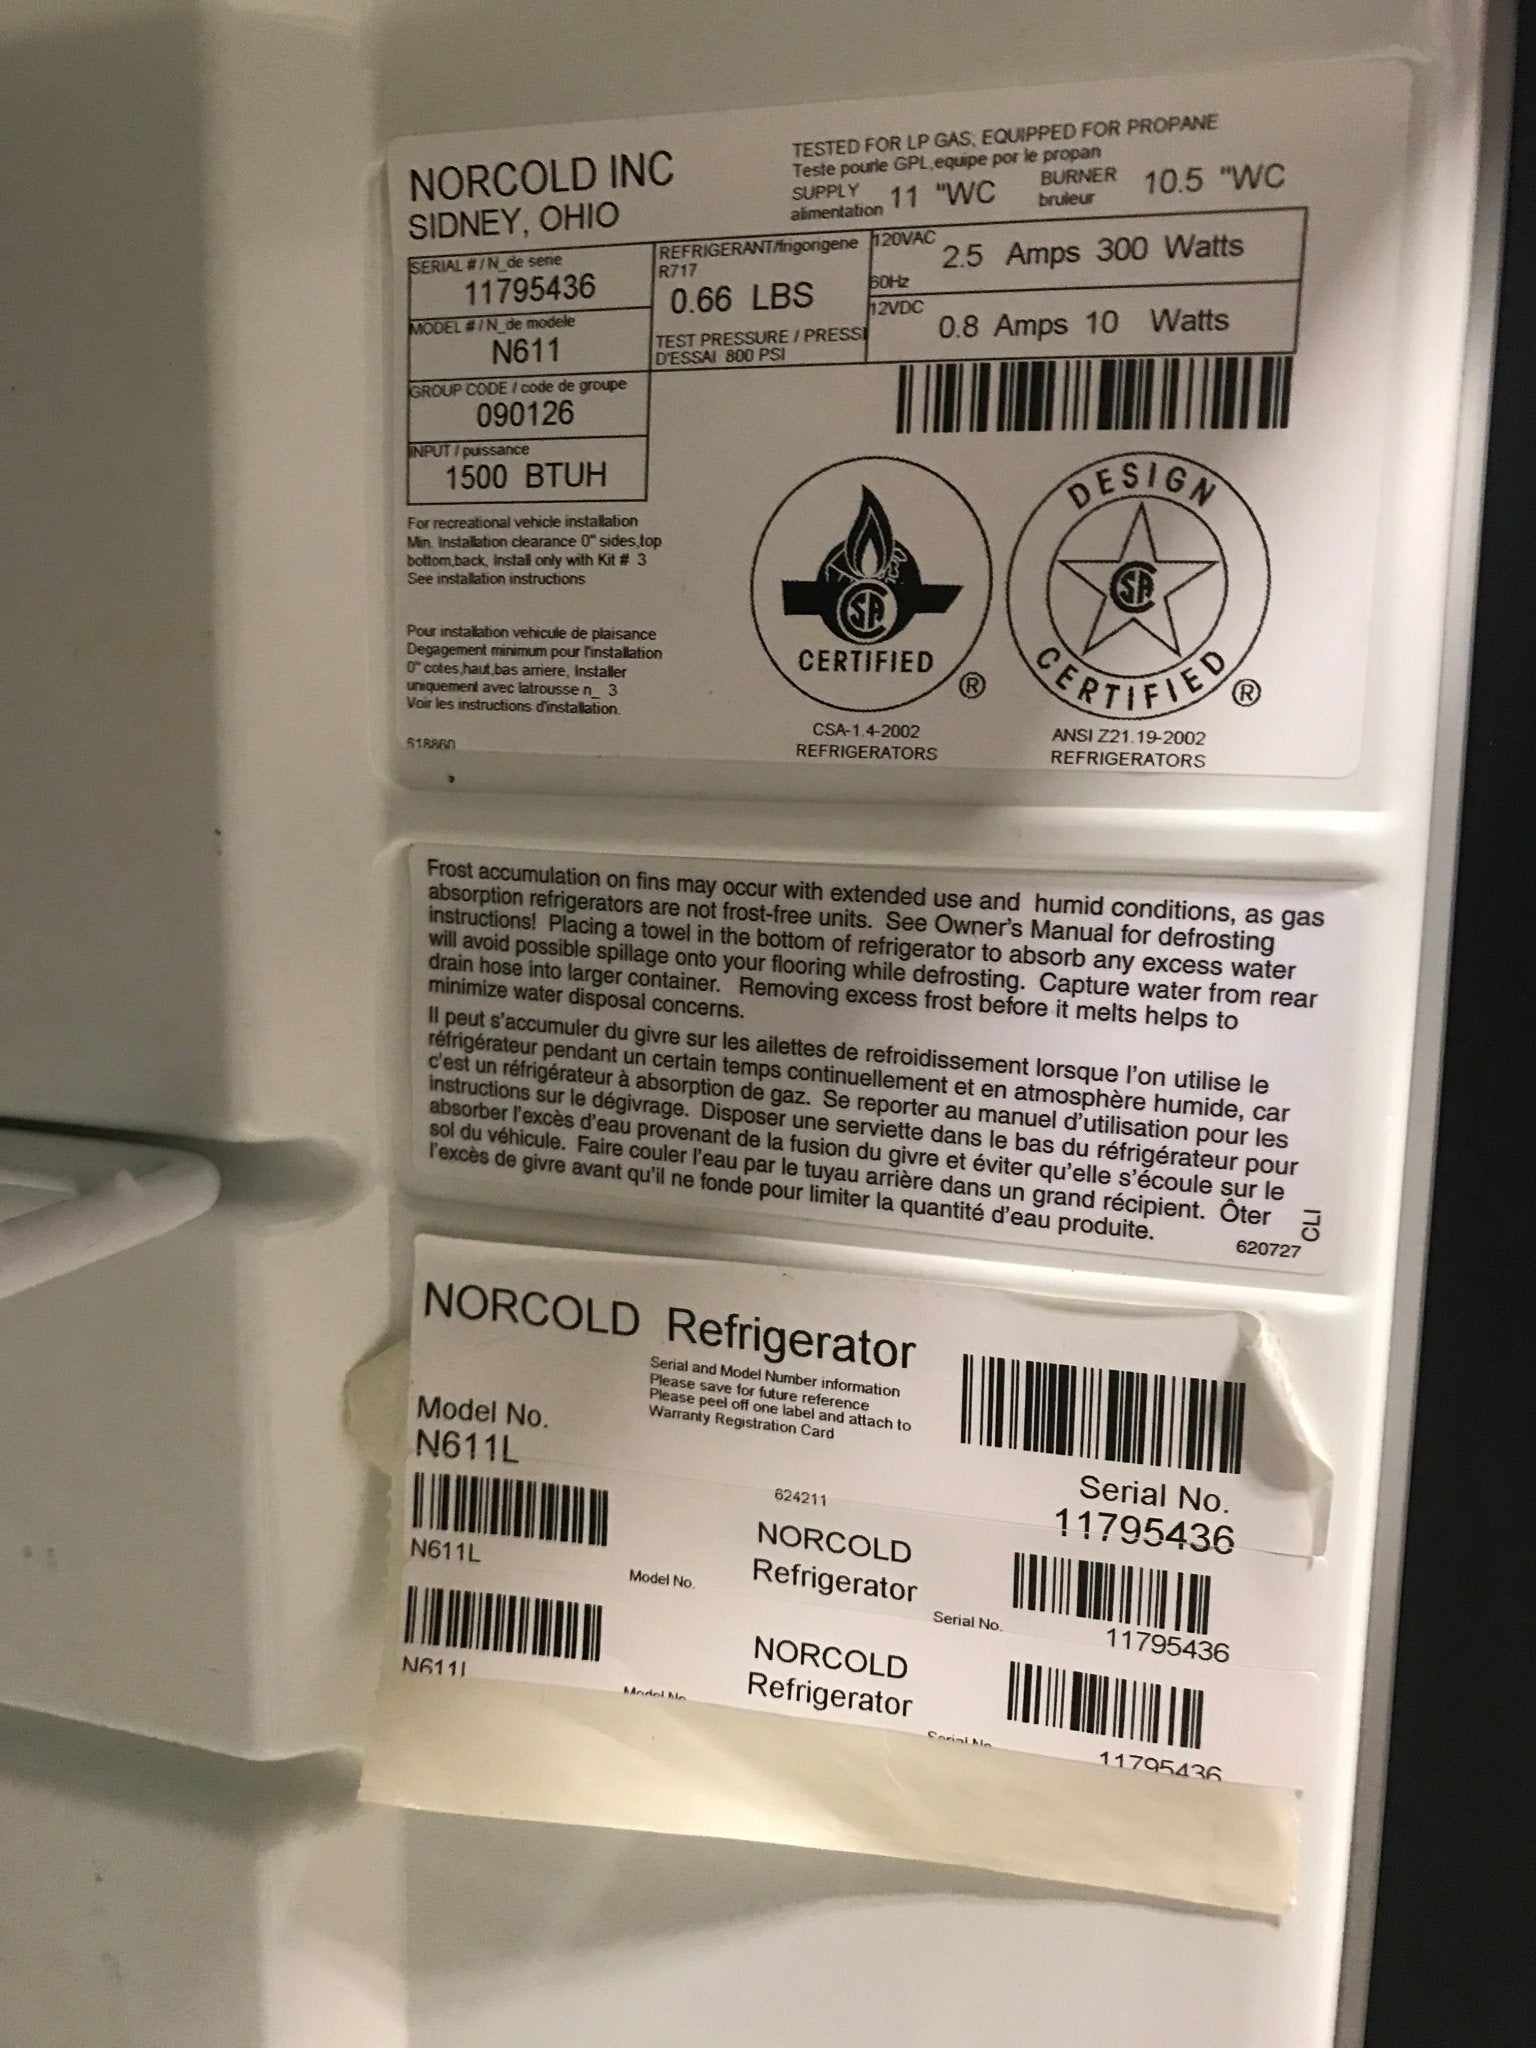 NORCOLD INC
SIDNEY, OHIO
TESTED FOR LP GAS, EQUIPPED FOR PROPANE
Teste pourle GPL,equipe por le propan
SUPPLY alimentation 11 "WC BURNER bruleur 10.5 "WC
SERIAL # / N_de serie
11795436
MODEL # / N_de modele
N611
GROUP CODE / code de groupe
090126
INPUT / puissance
1500 BTUH
REFRIGERANT/frigorigene
R717
0.66 LBS
TEST PRESSURE / PRESSI
D'ESSAI 800 PSI
120VAC
60Hz
2.5 Amps 300 Watts
12VDC
0.8 Amps 10 Watts
For recreational vehicle installation
Min. Installation clearance 0" sides,top
bottom,back, Install only with Kit # 3
See installation instructions
Pour installation vehicule de plaisance
Degagement minimum pour l'installation
0" cotes,haut,bas arriere, Installer
uniquement avec latrousse n_ 3
Voir les instructions d'installation.
618860
CERTIFIED ®
CSA-1.4-2002
REFRIGERATORS
DESIGN
CERTIFIED ®
ANSI Z21.19-2002
REFRIGERATORS
Frost accumulation on fins may occur with extended use and humid conditions, as gas
absorption refrigerators are not frost-free units. See Owner's Manual for defrosting
instructions! Placing a towel in the bottom of refrigerator to absorb any excess water
will avoid possible spillage onto your flooring while defrosting. Capture water from rear
drain hose into larger container. Removing excess frost before it melts helps to
minimize water disposal concerns.
Il peut s'accumuler du givre sur les ailettes de refroidissement lorsque l'on utilise le
réfrigérateur pendant un certain temps continuellement et en atmosphère humide, car
c'est un réfrigérateur à absorption de gaz. Se reporter au manuel d'utilisation pour les
instructions sur le dégivrage. Disposer une serviette dans le bas du réfrigérateur pour
absorber l'excès d'eau provenant de la fusion du givre et éviter qu'elle s'écoule sur le
sol du véhicule. Faire couler l'eau par le tuyau arrière dans un grand récipient. Ôter
l'excès de givre avant qu'il ne fonde pour limiter la quantité d'eau produite.
620727
CLI
NORCOLD Refrigerator
Serial and Model Number information
Please save for future reference
Please peel off one label and attach to
Warranty Registration Card
Model No.
N611L
624211
Serial No.
11795436
N611L
Model No.
NORCOLD
Refrigerator
Serial No.
11795436
N611L
Model No.
NORCOLD
Refrigerator
Serial No.
11795436